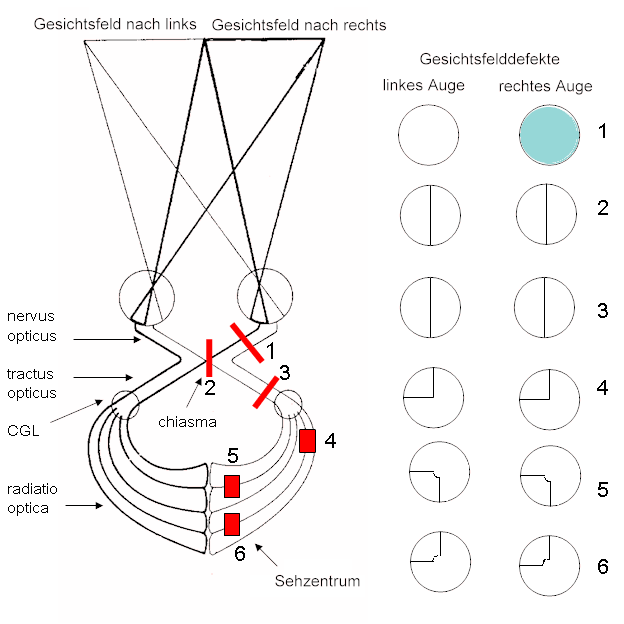 Gesichtsfeld nach links
Gesichtsfeld nach rechts
Gesichtsfelddefekte
linkes Auge
rechtes Auge
1
2
3
4
5
6
nervus
opticus
tractus
opticus
CGL
radiatio
optica
chiasma
1
2
3
4
5
6
Sehzentrum